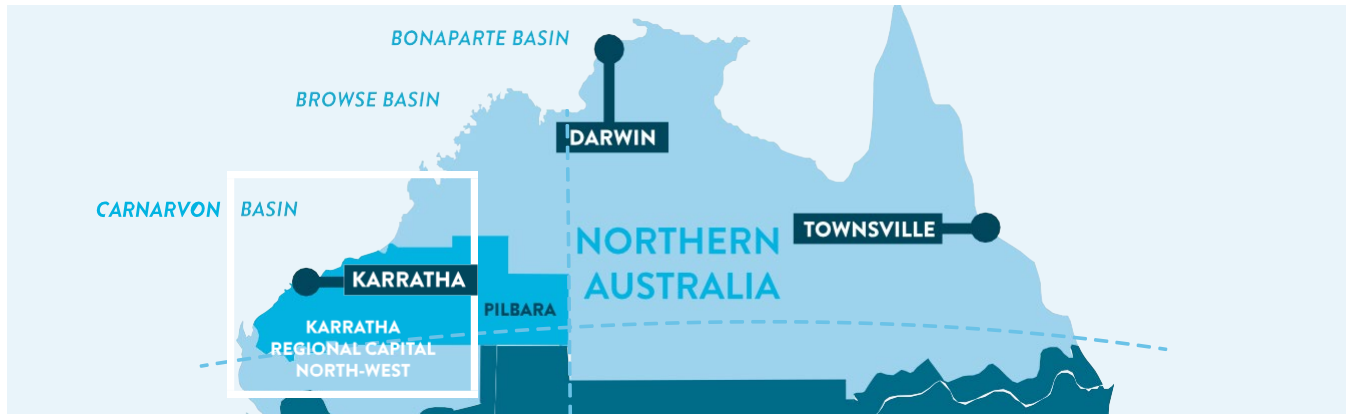 BONAPARTE BASIN
BROWSE BASIN
DARWIN
CARNARVON BASIN
TOWNSVILLE
NORTHERN
AUSTRALIA
KARRATHA
PILBARA
KARRATHA
REGIONAL CAPITAL
NORTH-WEST